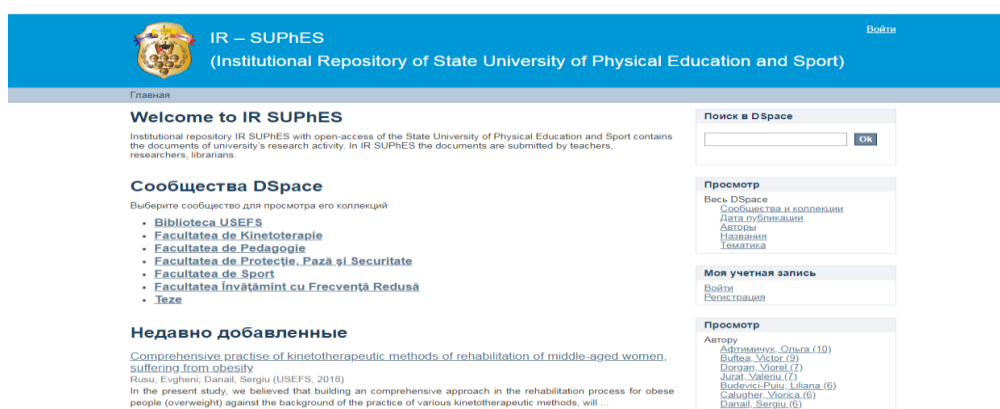 IR – SUPhES
(Institutional Repository of State University of Physical Education and Sport)
Войти
Главная
Welcome to IR SUPhES
Institutional repository IR SUPhES with open-access of the State University of Physical Education and Sport contains
the documents of university's research activity. In IR SUPhES the documents are submitted by teachers,
researchers, librarians.
Сообщества DSpace
Выберите сообщество для просмотра его коллекций
Biblioteca USEFS
Facultatea de Kinetoterapie
Facultatea de Pedagogie
Facultatea de Protecţie, Pază şi Securitate
Facultatea de Sport
Facultatea Învăţămînt cu Frecvenţă Redusă
Teze
Недавно добавленные
Comprehensive practise of kinetotherapeutic methods of rehabilitation of middle-aged women,
suffering from obesity
Rusu, Evgheni; Danail, Sergiu (USEFS, 2018)
In the present study, we believed that building an comprehensive approach in the rehabilitation process for obese
people (overweight) against the background of the practice of various kinetotherapeutic methods, will ...
Поиск в DSpace
Ok
Просмотр
Весь DSpace
Сообщества и коллекции
Дата публикации
Авторы
Названия
Тематика
Моя учетная запись
Войти
Регистрация
Просмотр
Автору
Афтимичук, Ольга (10)
Buftea, Victor (9)
Dorgan, Viorel (7)
Jurat, Valeriu (7)
Budevici-Puiu, Liliana (6)
Calugher, Viorica (6)
Danail, Sergiu (6)